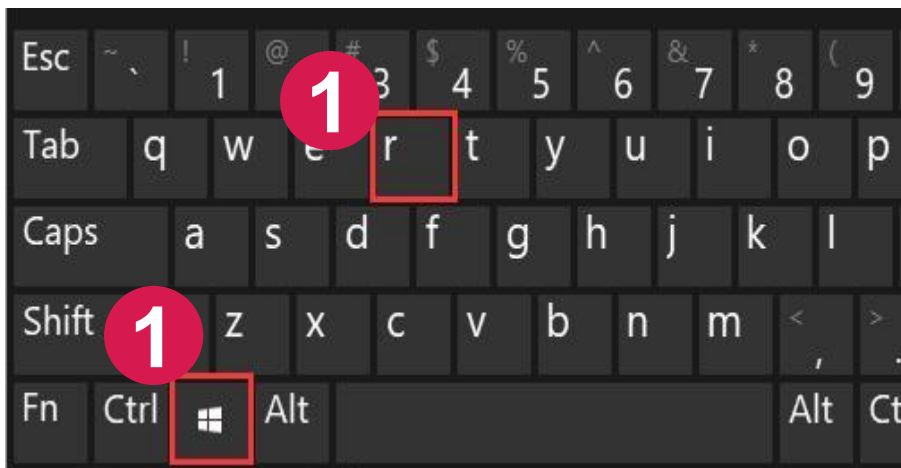 Esc ~ ` ! 1 @ # 3 $ 4 % 5 ^ 6 & 7 * 8 ( 9
1
Tab q w e r t y u i o p
Caps a s d f g h j k l
Shift z x c v b n m < , > .
1
Fn Ctrl Alt Alt Ct